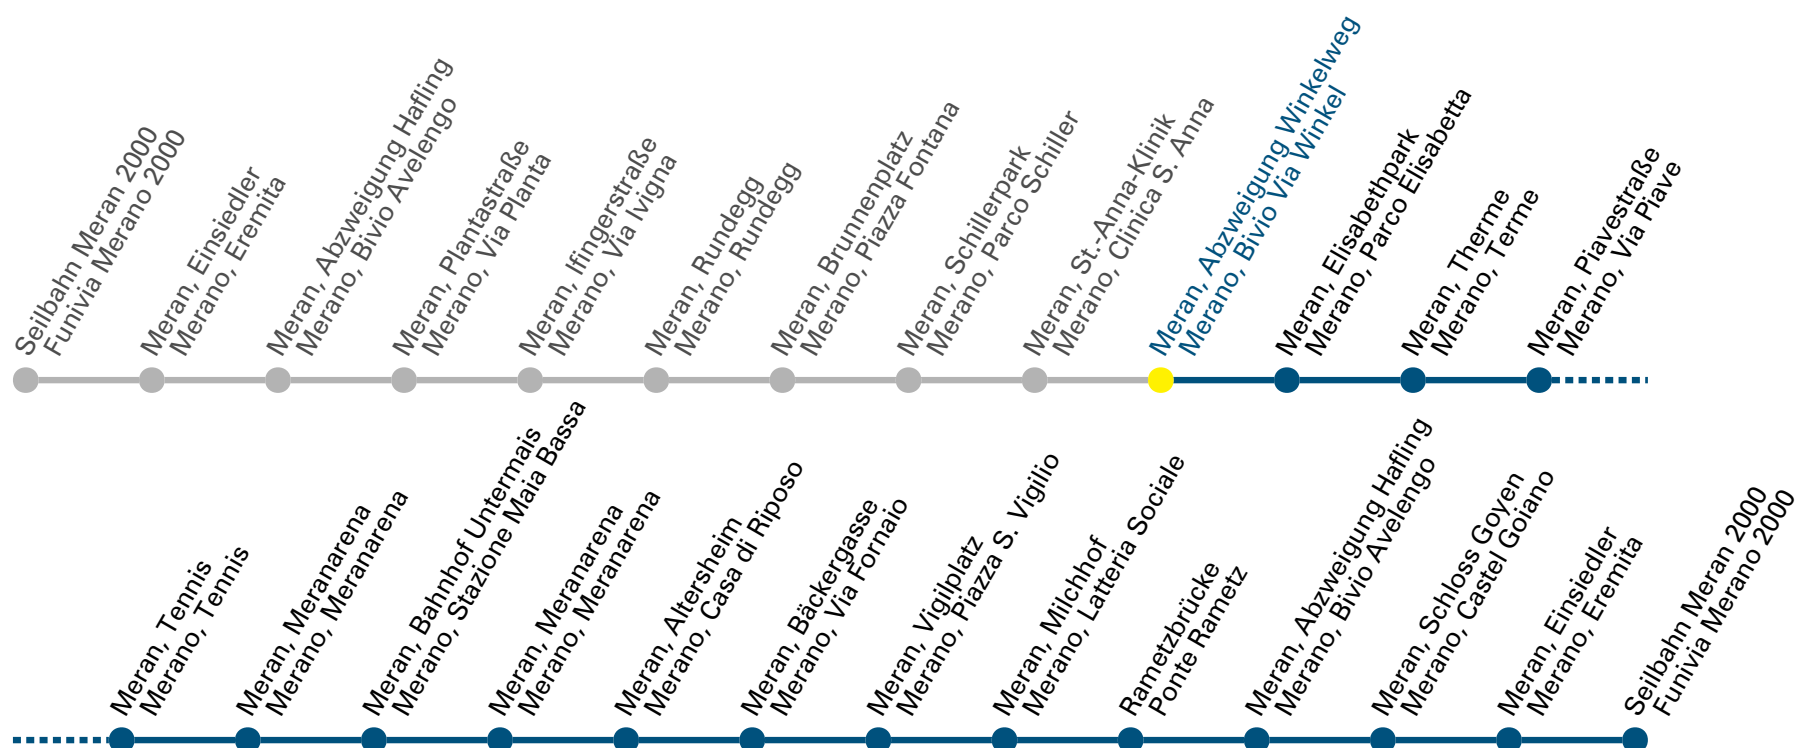 Seilbahn Meran 2000
Funivia Merano 2000
Meran, Einsiedler
Merano, Eremita
Meran, Abzweigung Hafling
Merano, Bivio Avelengo
Meran, Plantastraße
Merano, Via Planta
Meran, Ifingerstraße
Merano, Via Ivigna
Meran, Rundegg
Merano, Rundegg
Meran, Brunnenplatz
Merano, Piazza Fontana
Meran, Schillerpark
Merano, Parco Schiller
Meran, St.-Anna-Klinik
Merano, Clinica S. Anna
Meran, Abzweigung Winkelweg
Merano, Bivio Via Winkel
Meran, Elisabethpark
Merano, Parco Elisabetta
Meran, Therme
Merano, Terme
Meran, Piavestraße
Merano, Via Piave
Meran, Tennis
Merano, Tennis
Meran, Meranarena
Merano, Meranarena
Meran, Bahnhof Untermais
Merano, Stazione Maia Bassa
Meran, Meranarena
Merano, Meranarena
Meran, Altersheim
Merano, Casa di Riposo
Meran, Bäckergasse
Merano, Via Fornaio
Meran, Vigilplatz
Merano, Piazza S. Vigilio
Meran, Milchhof
Merano, Latteria Sociale
Rametzbrücke
Ponte Rametz
Meran, Abzweigung Hafling
Merano, Bivio Avelengo
Meran, Schloss Goyen
Merano, Castel Goiano
Meran, Einsiedler
Merano, Eremita
Seilbahn Meran 2000
Funivia Merano 2000